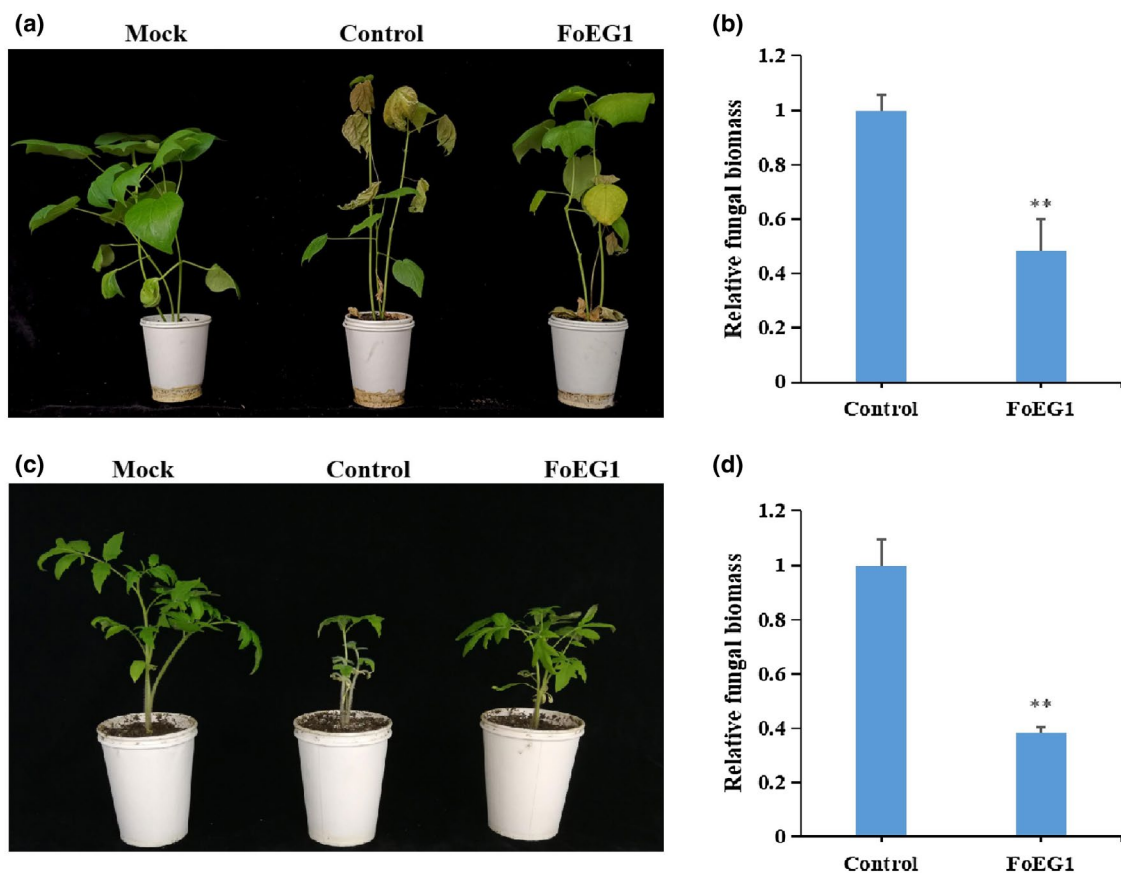 (a)
Mock Control FoEG1
(b)
1.2
1
0.8
0.6
0.4
0.2
0
Relative fungal biomass
**
Control FoEG1
(c)
Mock Control FoEG1
(d)
1.2
1
0.8
0.6
0.4
0.2
0
Relative fungal biomass
**
Control FoEG1